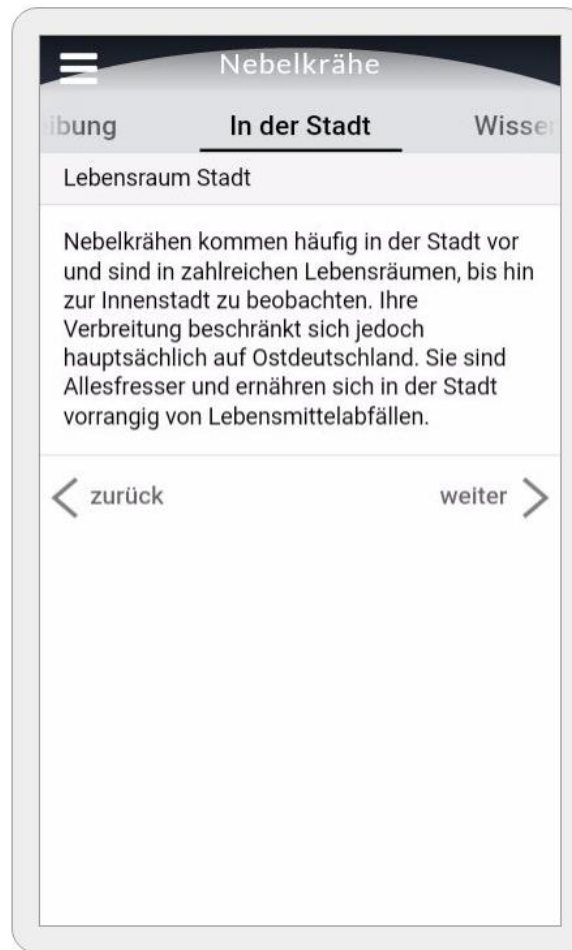 Nebelkrähe
ibung In der Stadt Wisse
Lebensraum Stadt
Nebelkrähen kommen häufig in der Stadt vor
und sind in zahlreichen Lebensräumen, bis hin
zur Innenstadt zu beobachten. Ihre
Verbreitung beschränkt sich jedoch
hauptsächlich auf Ostdeutschland. Sie sind
Allesfresser und ernähren sich in der Stadt
vorrangig von Lebensmittelabfällen.
zurück weiter